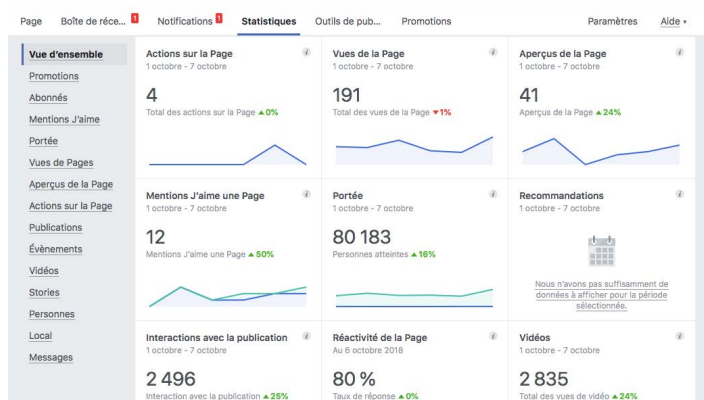 Page Boîte de réce... 1 Notifications 1 Statistiques Outils de pub... Promotions Paramètres Aide
Vue d'ensemble
Promotions
Abonnés
Mentions J'aime
Portée
Vues de Pages
Aperçus de la Page
Actions sur la Page
Publications
Évènements
Vidéos
Stories
Personnes
Local
Messages
Actions sur la Page
1 octobre - 7 octobre
4
Total des actions sur la Page ▲0%
Vues de la Page
1 octobre - 7 octobre
191
Total des vues de la Page ▼1%
Aperçus de la Page
1 octobre - 7 octobre
41
Aperçus de la Page ▲24%
Mentions J'aime une Page
1 octobre - 7 octobre
12
Mentions J'aime une Page ▲50%
Portée
1 octobre - 7 octobre
80 183
Personnes atteintes ▲16%
Recommandations
1 octobre - 7 octobre
Nous n'avons pas suffisamment de
données à afficher pour la période
sélectionnée.
Interactions avec la publication
1 octobre - 7 octobre
2 496
Interaction avec la publication ▲25%
Réactivité de la Page
Au 6 octobre 2018
80 %
Taux de réponse ▲0%
Vidéos
1 octobre - 7 octobre
2 835
Total des vues de vidéo ▲24%